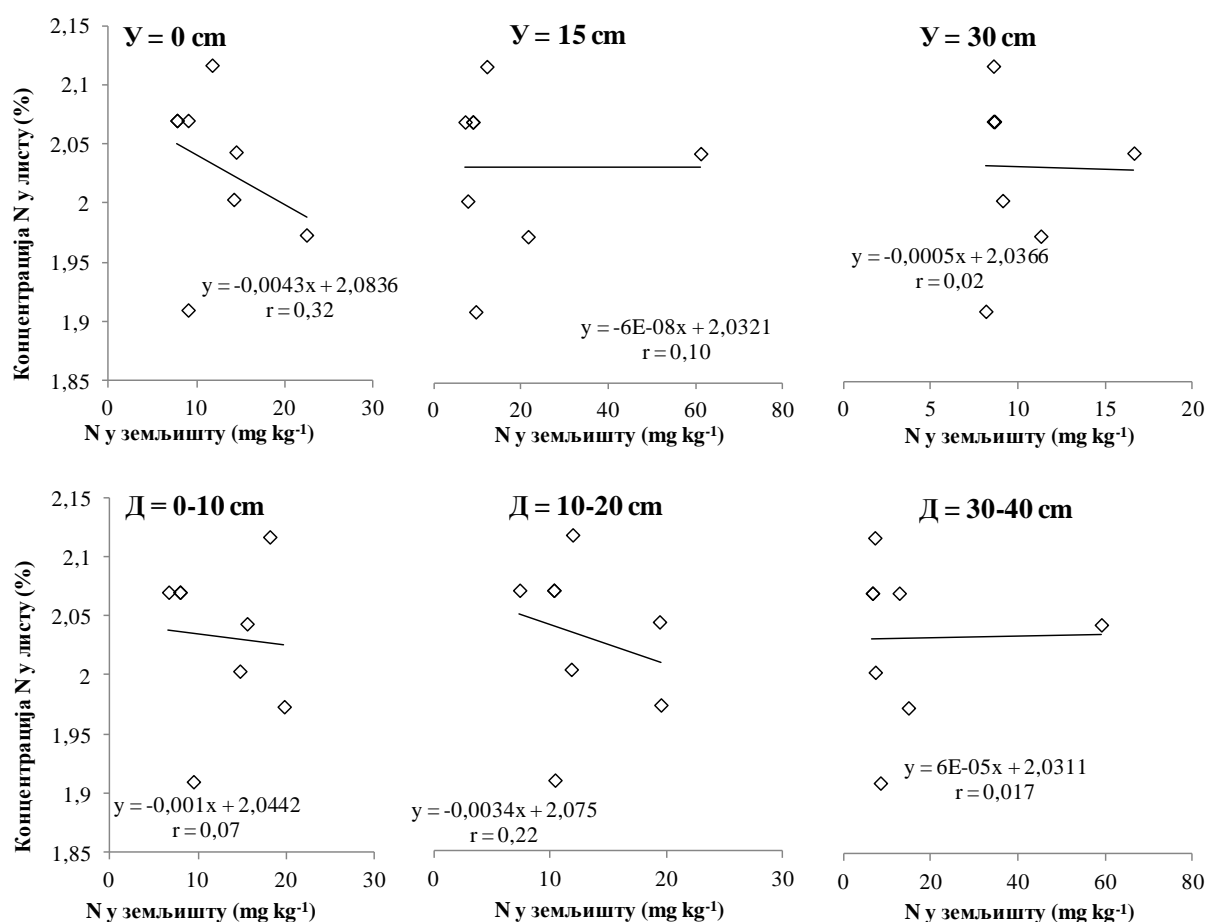 У = 0 cm
У = 15 cm
У = 30 cm
Концентрација N у листу (%)
2,15
2,1
2,05
2
1,95
1,9
1,85
y = -0,0043x + 2,0836
r = 0,32
y = -6E-08x + 2,0321
r = 0,10
y = -0,0005x + 2,0366
r = 0,02
0 10 20 30
0 20 40 60 80
0 5 10 15 20
N у земљишту (mg kg⁻¹)
N у земљишту (mg kg⁻¹)
N у земљишту (mg kg⁻¹)
Д = 0-10 cm
Д = 10-20 cm
Д = 30-40 cm
Концентрација N у листу (%)
2,15
2,1
2,05
2
1,95
1,9
1,85
y = -0,001x + 2,0442
r = 0,07
y = -0,0034x + 2,075
r = 0,22
y = 6E-05x + 2,0311
r = 0,017
0 10 20 30
0 10 20 30
0 20 40 60 80
N у земљишту (mg kg⁻¹)
N у земљишту (mg kg⁻¹)
N у земљишту (mg kg⁻¹)